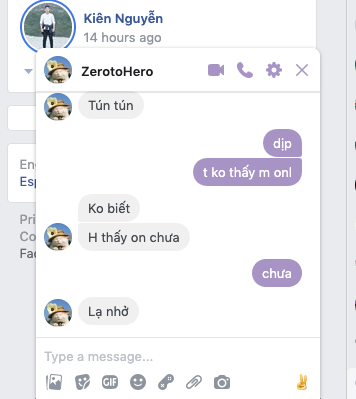 Kiên Nguyễn
14 hours ago
ZerotoHero
Tún tún
dịp
t ko thấy m onl
Ko biết
H thấy on chưa
chưa
Lạ nhở
Type a message...
GIF
En
Esp
Pri
Co
Fac